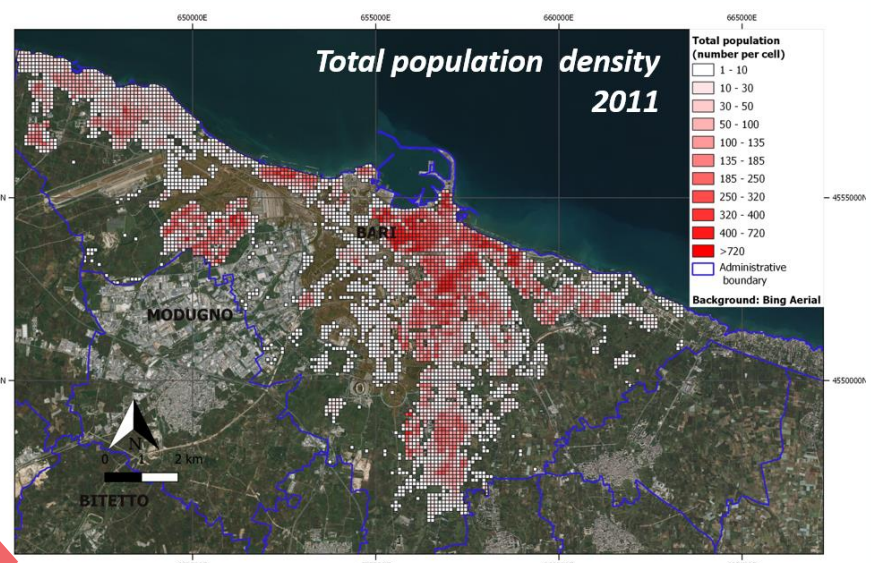 650000E 655000E 660000E 665000E
Total population density
2011
Total population
(number per cell)
1 - 10
10 - 30
30 - 50
50 - 100
100 - 135
135 - 185
185 - 250
250 - 320
320 - 400
400 - 720
>720
Administrative
boundary
Background: Bing Aerial
N 4555000N
BARI
MODUGNO
N 4550000N
N
0 1 2 km
BITETTO